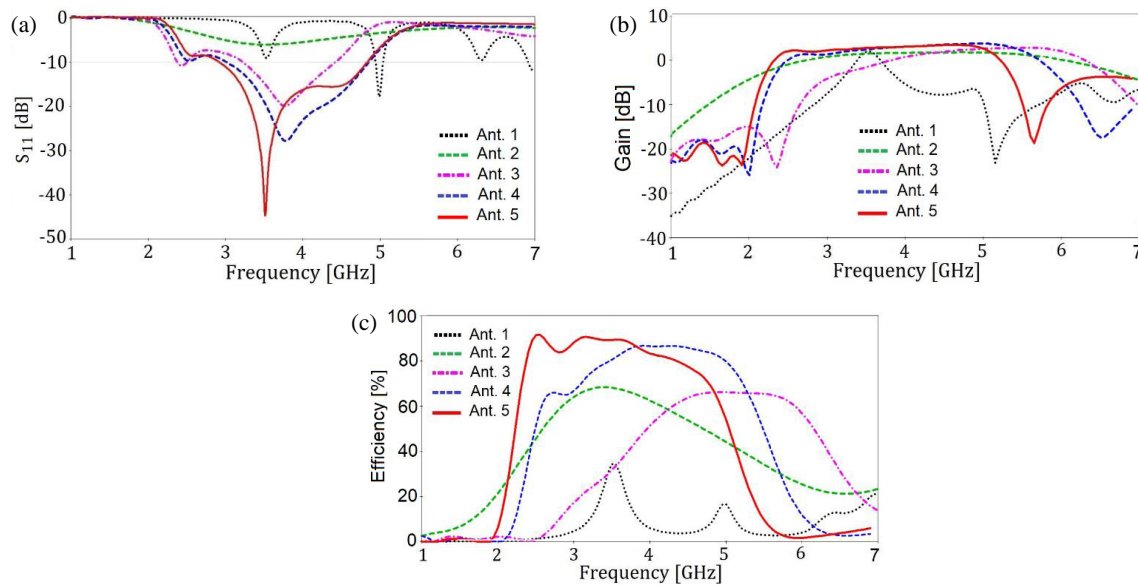 (a)
0
-10
-20
-30
-40
-50
S11 [dB]
Ant. 1
Ant. 2
Ant. 3
Ant. 4
Ant. 5
1 2 3 4 5 6 7
Frequency [GHz]
(b)
20
10
0
-10
-20
-30
-40
Gain [dB]
Ant. 1
Ant. 2
Ant. 3
Ant. 4
Ant. 5
1 2 3 4 5 6 7
Frequency [GHz]
(c)
100
80
60
40
20
0
Efficiency [%]
Ant. 1
Ant. 2
Ant. 3
Ant. 4
Ant. 5
1 2 3 4 5 6 7
Frequency [GHz]